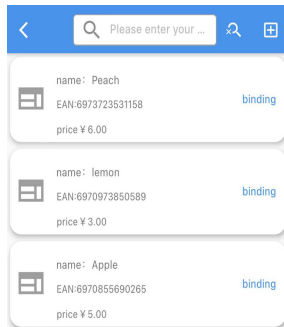 Please enter your ...
name：Peach
EAN:6973723531158
binding
price ¥ 6.00
name：lemon
EAN:6970973850589
binding
price ¥ 3.00
name：Apple
EAN:6970855690265
binding
price ¥ 5.00